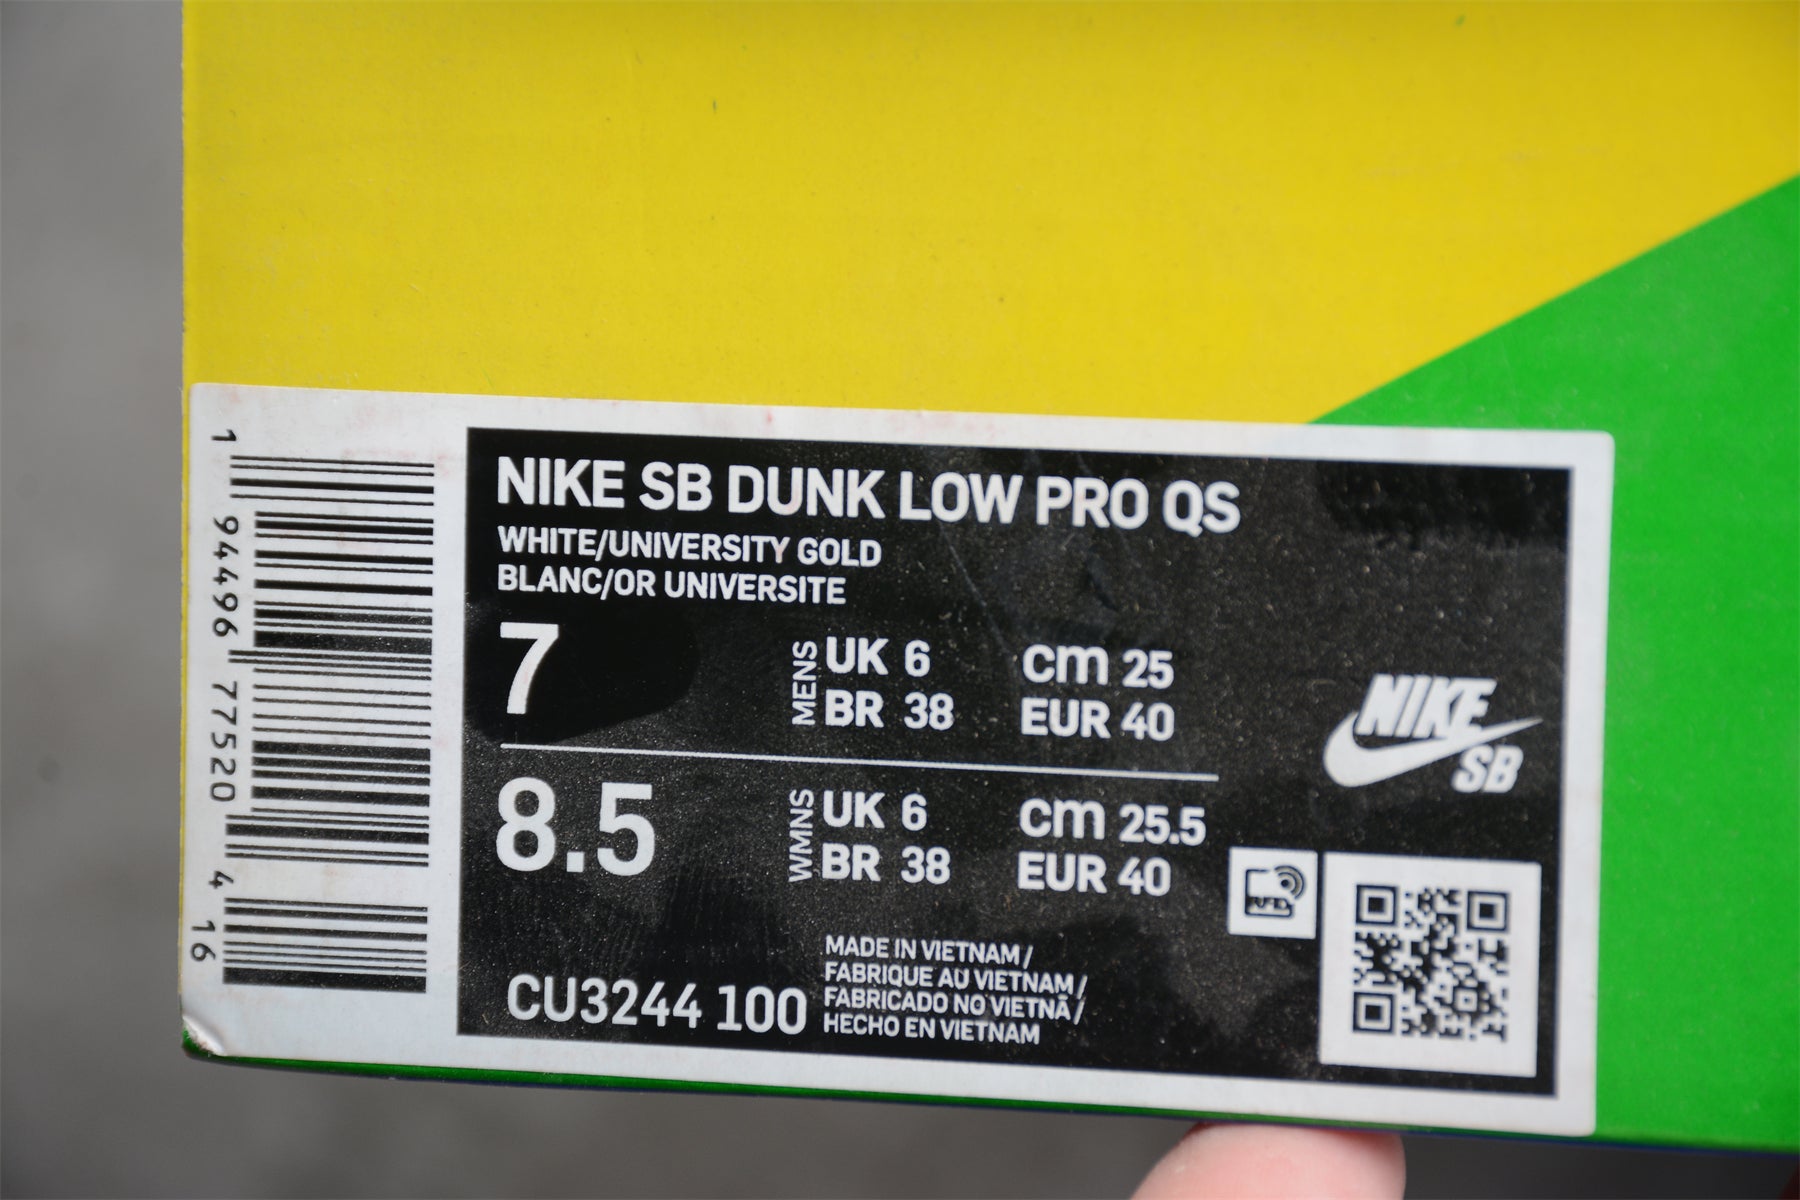 1 94496 77520 4 16
NIKE SB DUNK LOW PRO QS
WHITE/UNIVERSITY GOLD
BLANC/OR UNIVERSITE
7
MENS
UK 6
cm 25
BR 38
EUR 40
8.5
WMNS
UK 6
cm 25.5
BR 38
EUR 40
NIKE
SB
RFID
CU3244 100
MADE IN VIETNAM /
FABRIQUE AU VIETNAM /
FABRICADO NO VIETNÃ /
HECHO EN VIETNAM